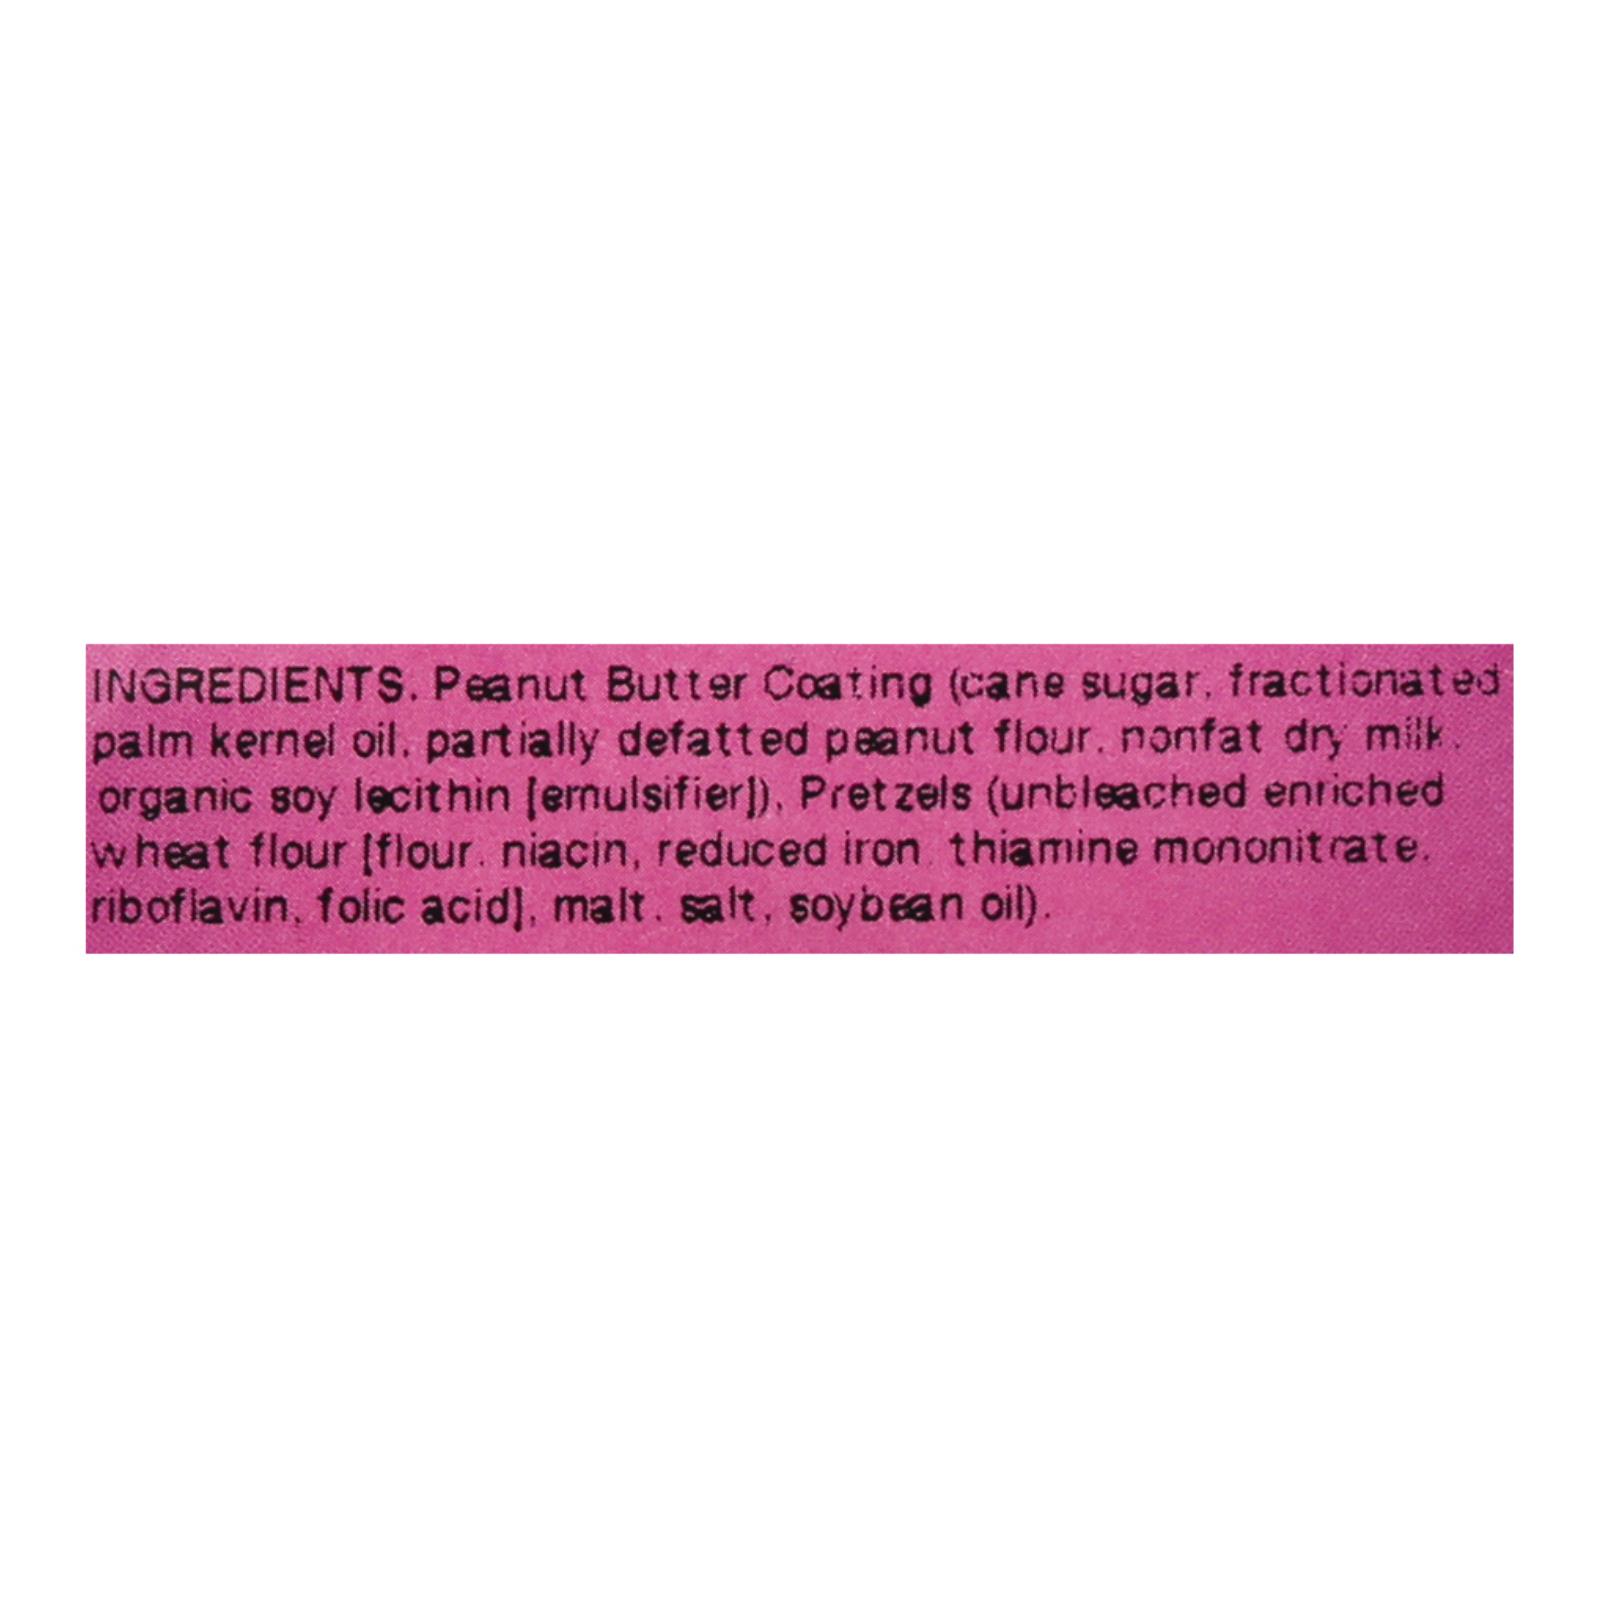 INGREDIENTS. Peanut Butter Coating (cane sugar, fractionated
palm kernel oil, partially defatted peanut flour, nonfat dry milk,
organic soy lecithin [emulsifier]), Pretzels (unbleached enriched
wheat flour [flour, niacin, reduced iron, thiamine mononitrate,
riboflavin, folic acid], malt, salt, soybean oil).